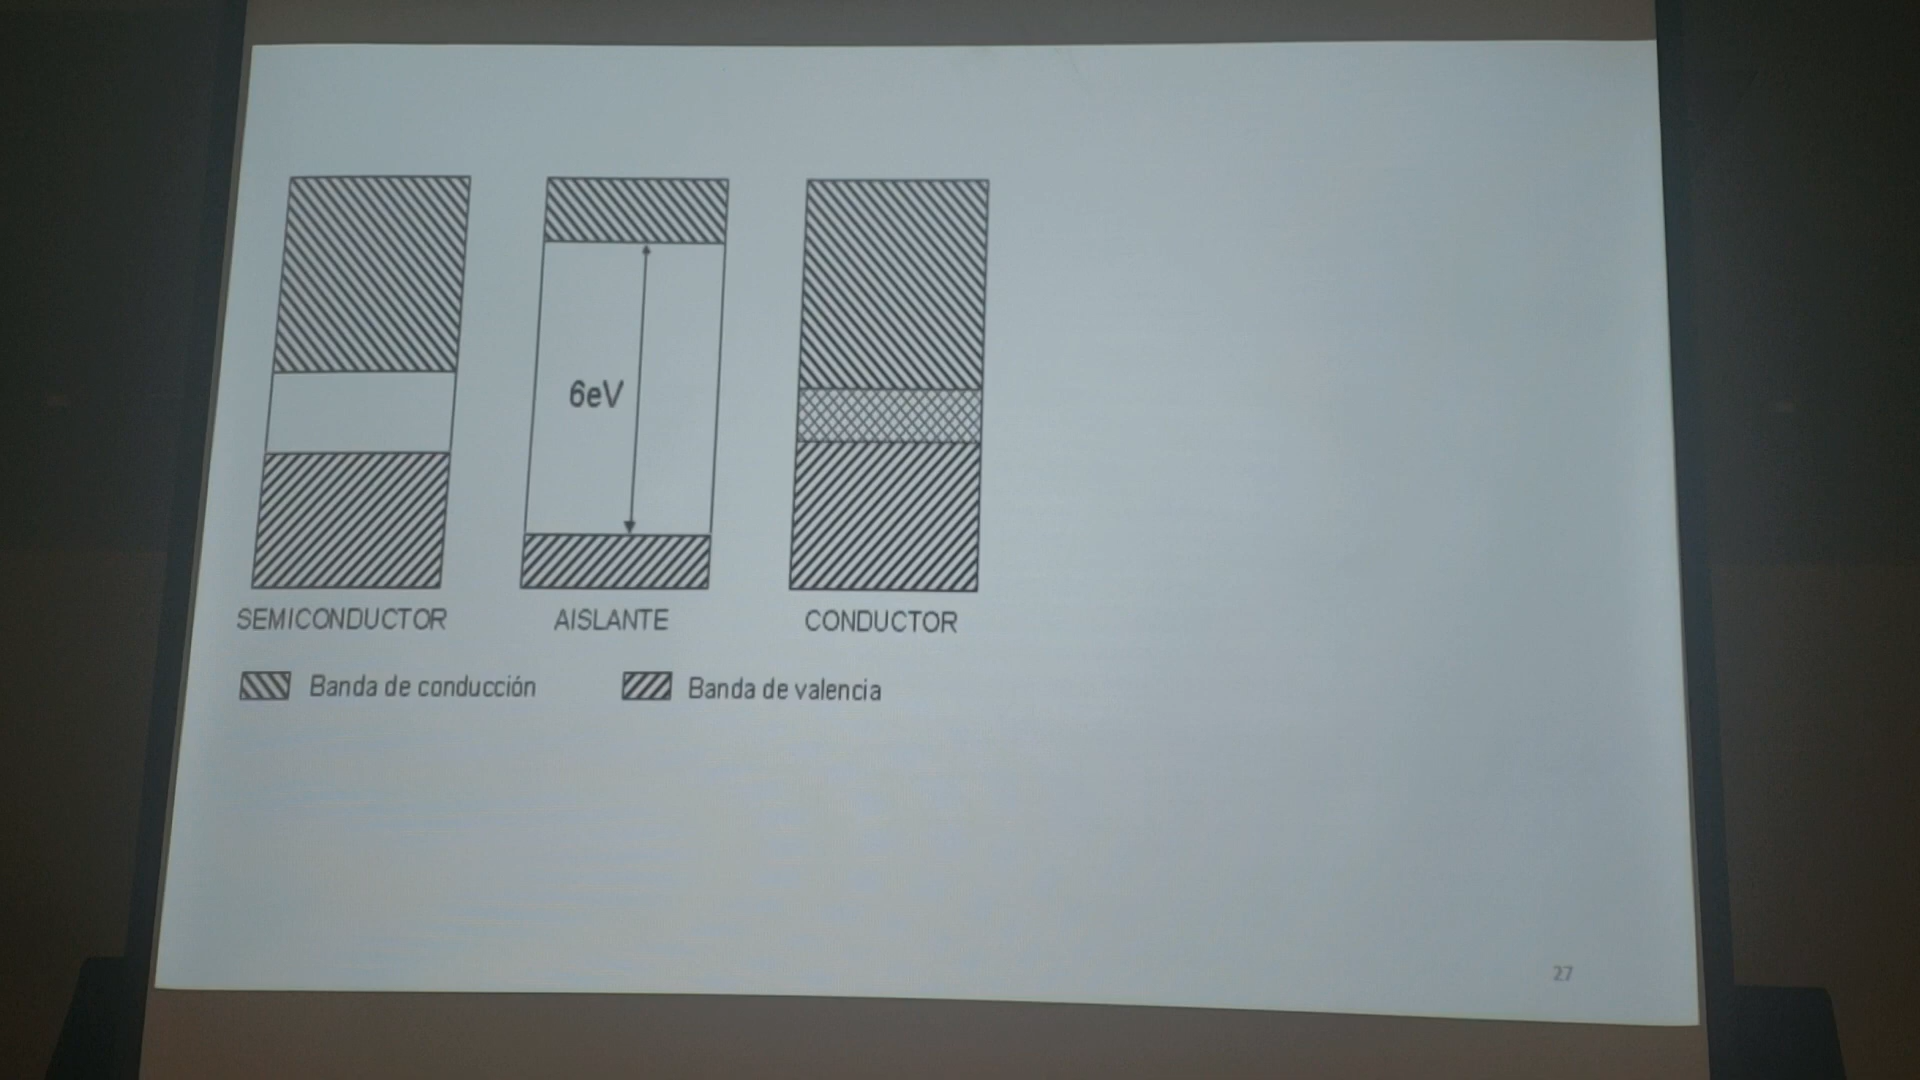 6eV
SEMICONDUCTOR AISLANTE CONDUCTOR
Banda de conducción Banda de valencia
27